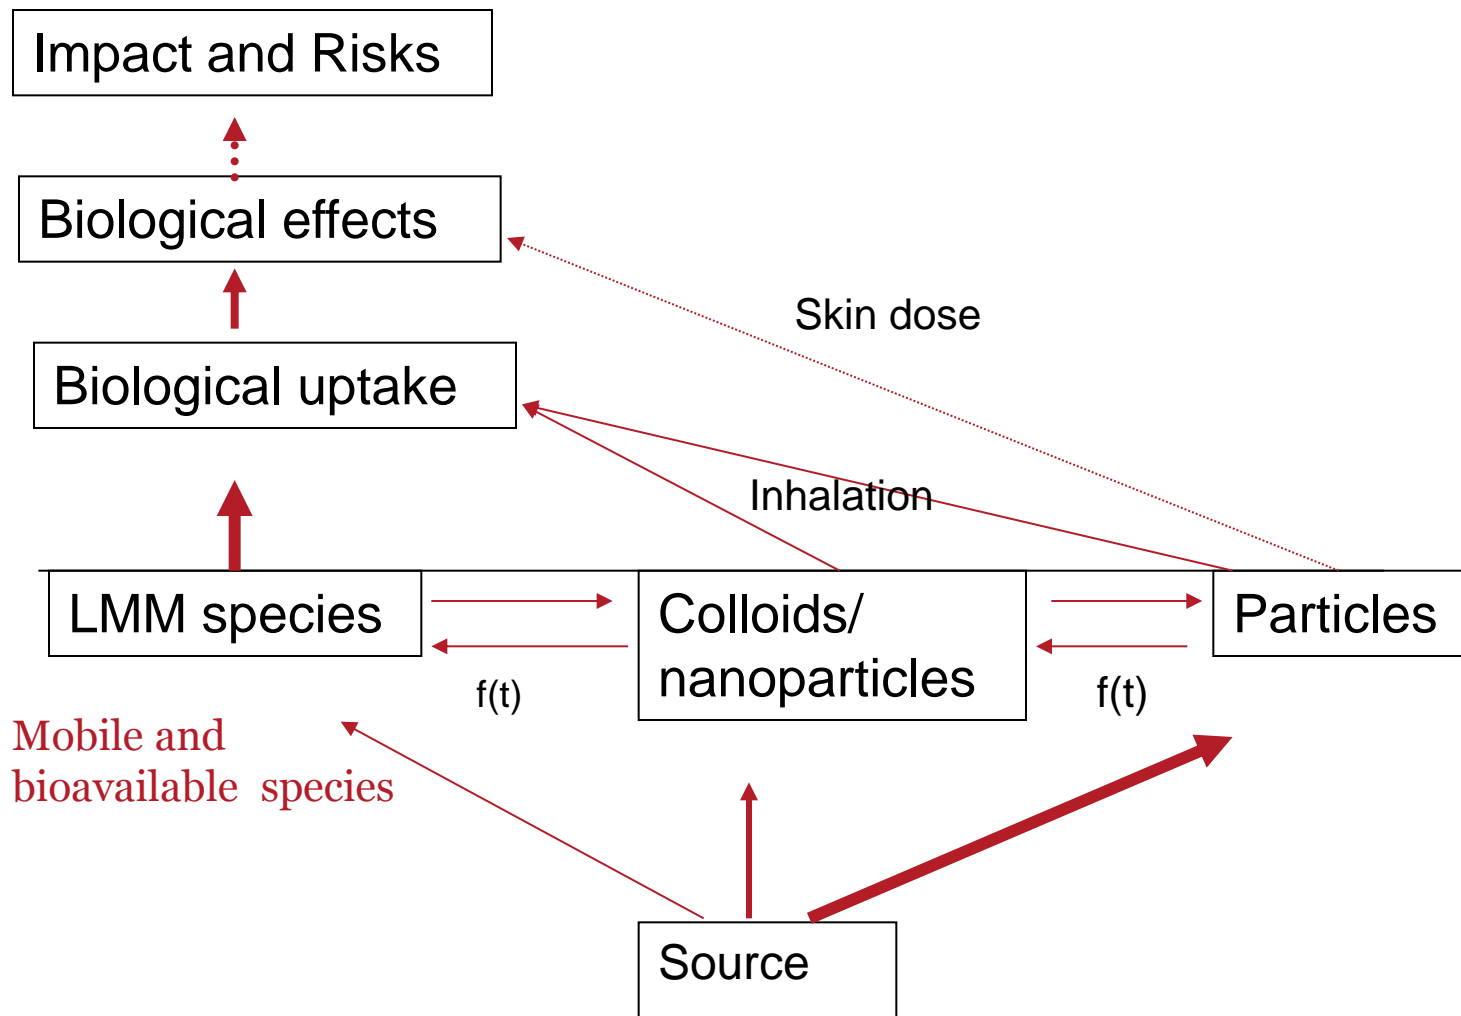 Impact and Risks
Biological effects
Skin dose
Biological uptake
Inhalation
LMM species
Colloids/
nanoparticles
Particles
f(t)
f(t)
Mobile and
bioavailable species
Source